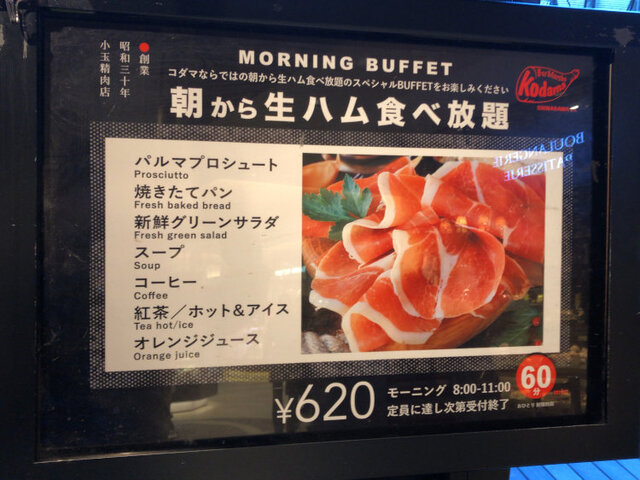 創業
昭和三十年
小玉精肉店
MORNING BUFFET
コダマならではの朝から生ハム食べ放題のスペシャルBUFFETをお楽しみください
朝から生ハム食べ放題
Bar Marche
Kodama
SHINAGAWA
BOULANGERIE
PATISSERIE
パルマプロシュート
Prosciutto
焼きたてパン
Fresh baked bread
新鮮グリーンサラダ
Fresh green salad
スープ
Soup
コーヒー
Coffee
紅茶／ホット&アイス
Tea hot/ice
オレンジジュース
Orange juice
¥620
モーニング 8:00-11:00
定員に達し次第受付終了
60分